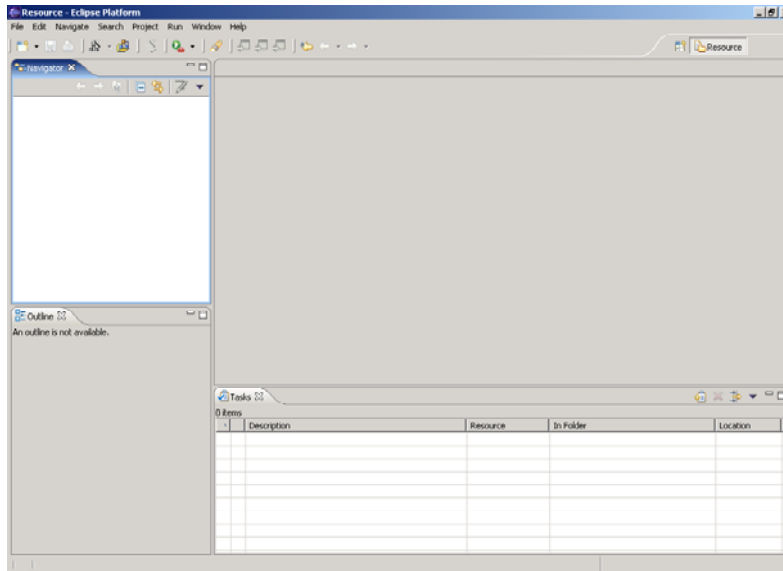 Resource - Eclipse Platform
File Edit Navigate Search Project Run Window Help
Resource
Navigator
Outline
An outline is not available.
Tasks
0 items
Description Resource In Folder Location